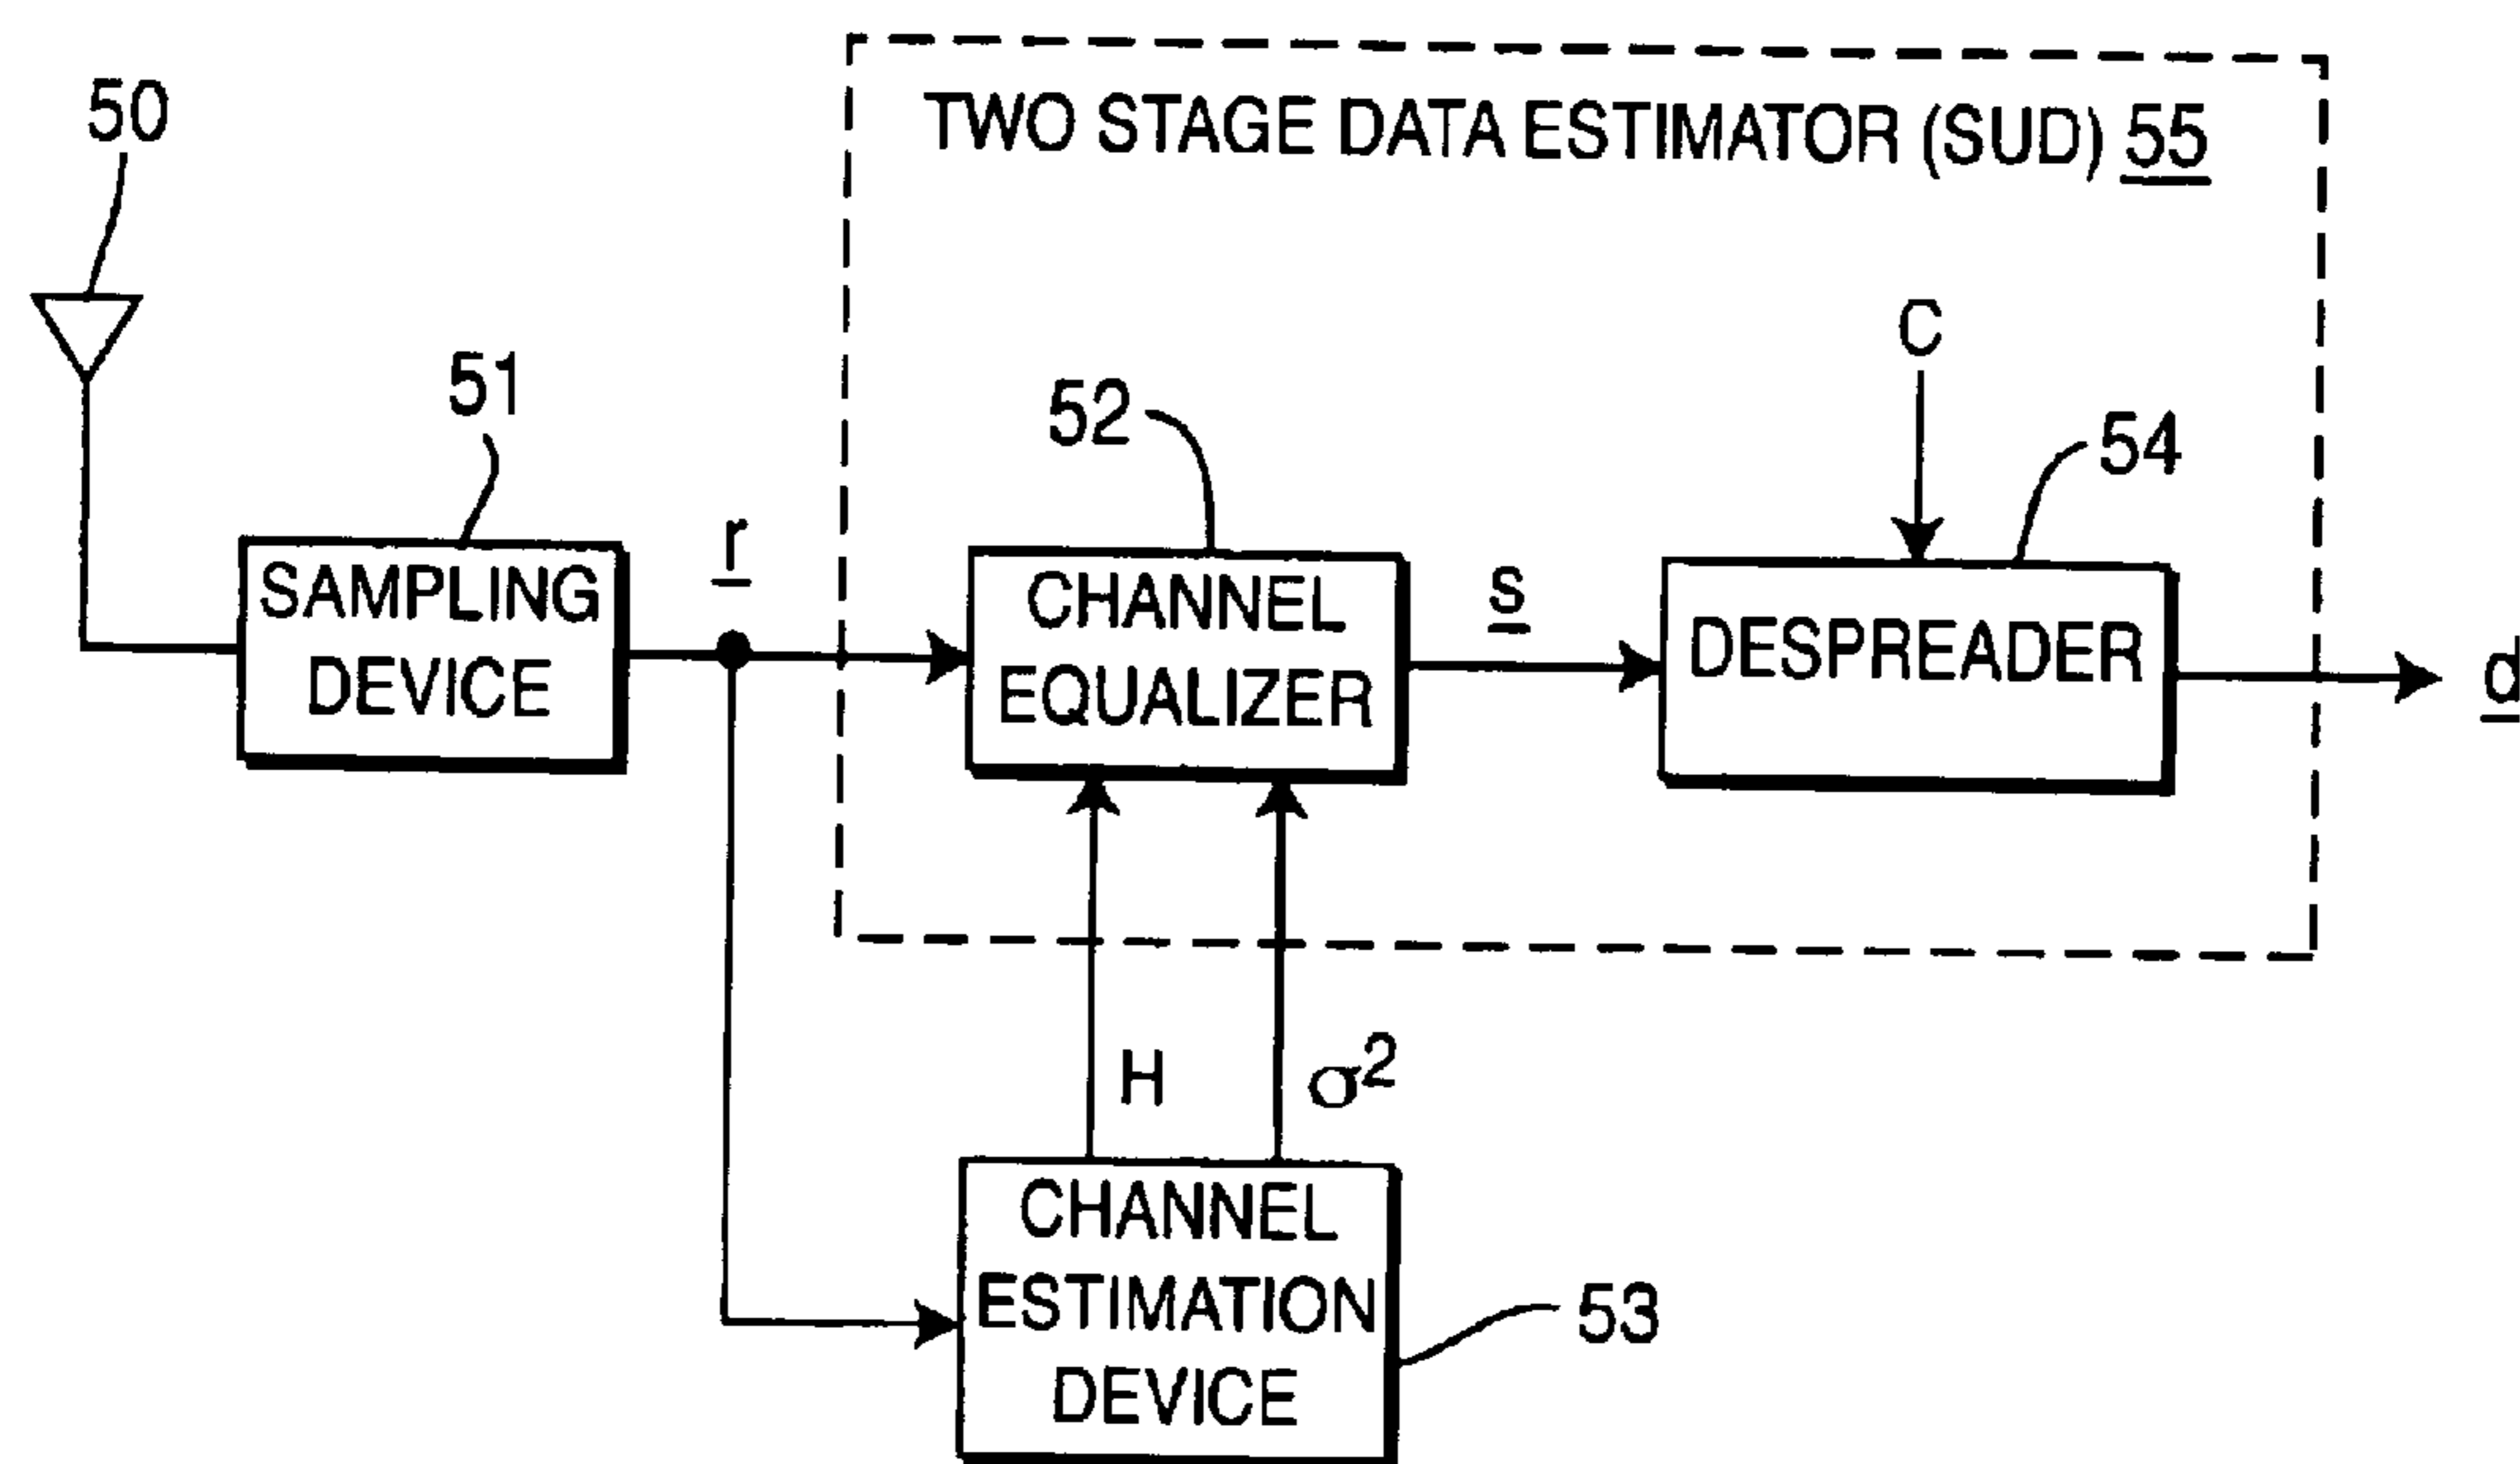 TWO STAGE DATA ESTIMATOR (SUD) 55
50
C
51
52
54
r
SAMPLING
DEVICE
CHANNEL
EQUALIZER
s
DESPREADER
d
H
σ²
CHANNEL
ESTIMATION
DEVICE
53